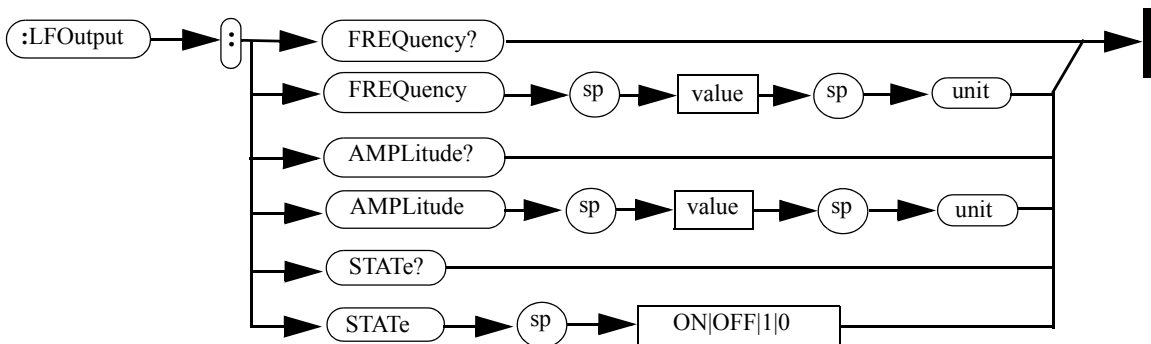 :LFOutput : FREQuency?
FREQuency sp value sp unit
AMPLitude?
AMPLitude sp value sp unit
STATe?
STATe sp ON|OFF|1|0